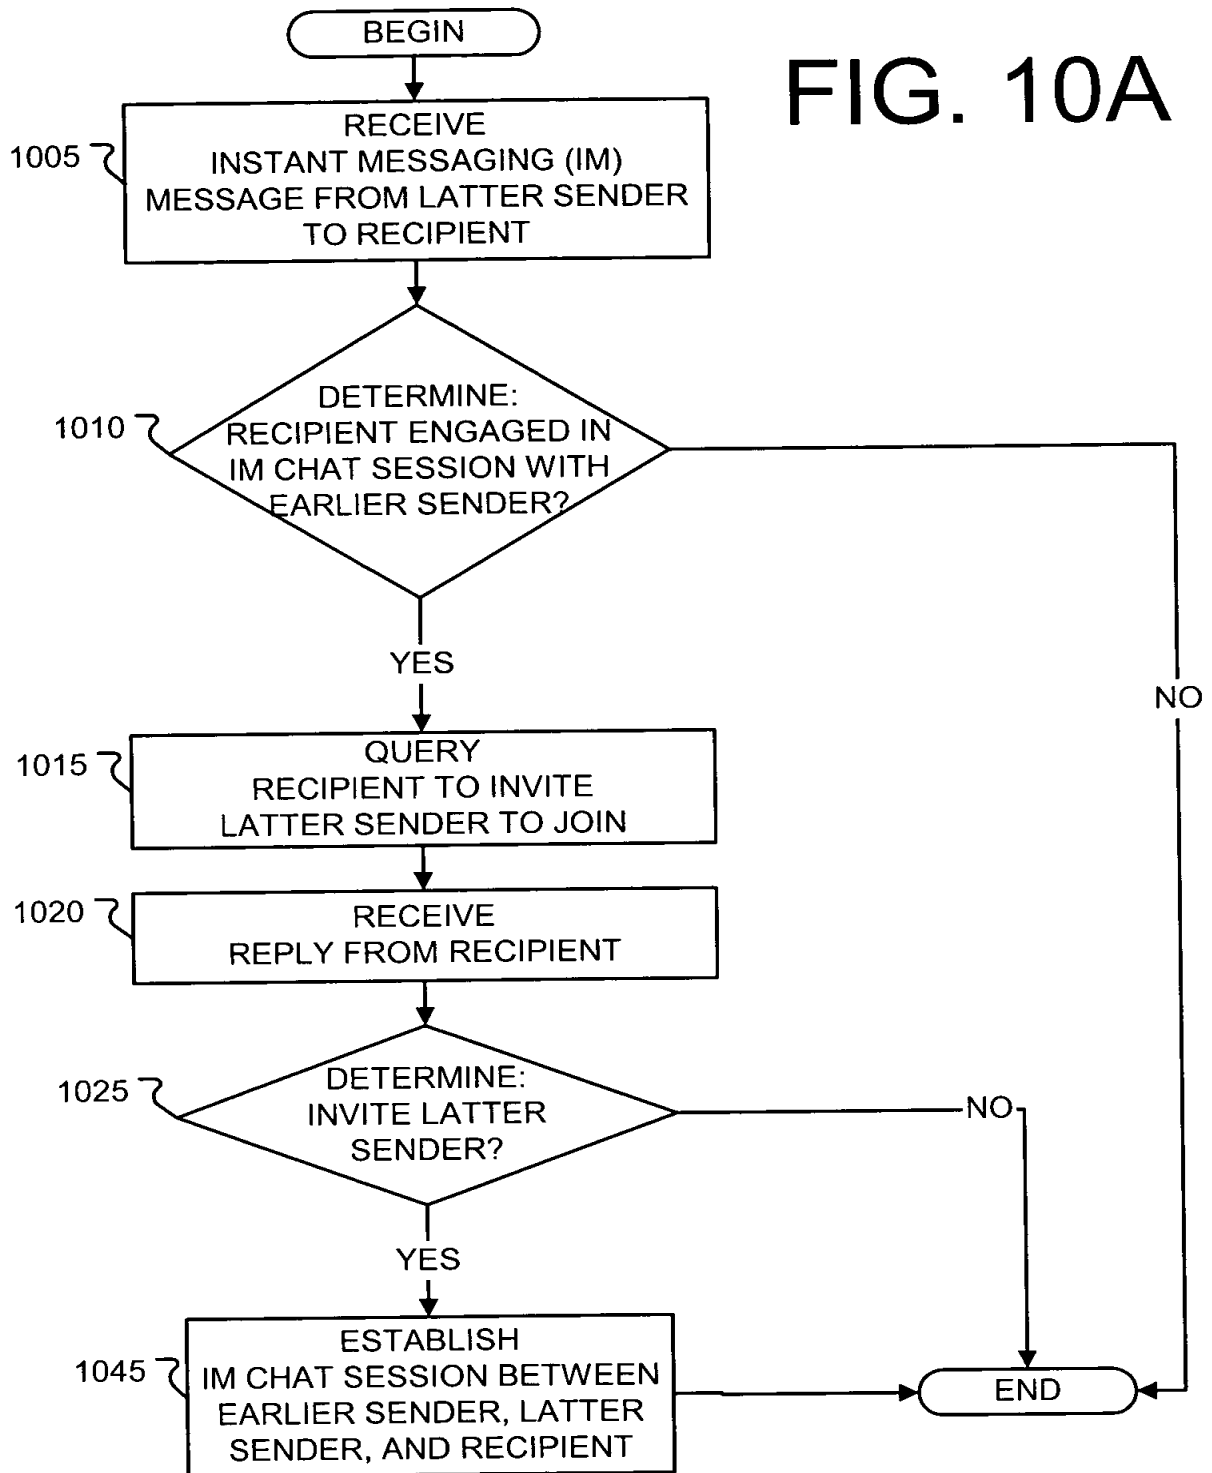 BEGIN
FIG. 10A
1005
RECEIVE
INSTANT MESSAGING (IM)
MESSAGE FROM LATTER SENDER
TO RECIPIENT
1010
DETERMINE:
RECIPIENT ENGAGED IN
IM CHAT SESSION WITH
EARLIER SENDER?
YES
NO
1015
QUERY
RECIPIENT TO INVITE
LATTER SENDER TO JOIN
1020
RECEIVE
REPLY FROM RECIPIENT
1025
DETERMINE:
INVITE LATTER
SENDER?
NO
YES
1045
ESTABLISH
IM CHAT SESSION BETWEEN
EARLIER SENDER, LATTER
SENDER, AND RECIPIENT
END